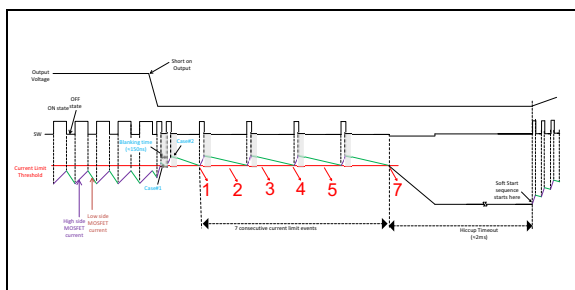 Short on
Output
Output
Voltage
OFF
state
ON state
SW
Blanking time
(≈150ns)
Case#2
Current Limit
Threshold
Case#1
1
2
3
4
5
7
High side
MOSFET
current
Low side
MOSFET
current
7 consecutive current limit events
Soft Start
sequence
starts here
Hiccup Timeout
(≈2ms)